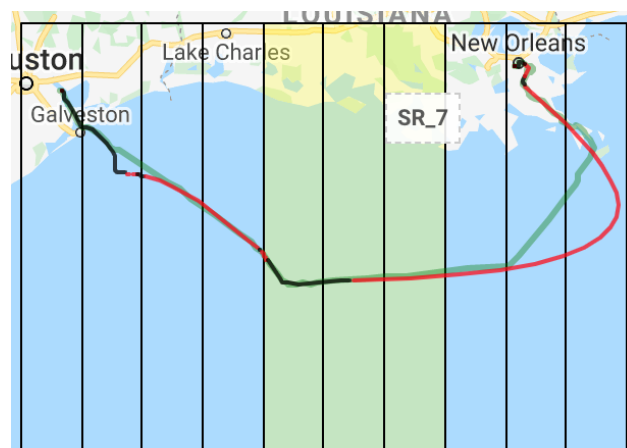 LOUISIANA
New Orleans
Lake Charles
uston
SR_7
Galveston